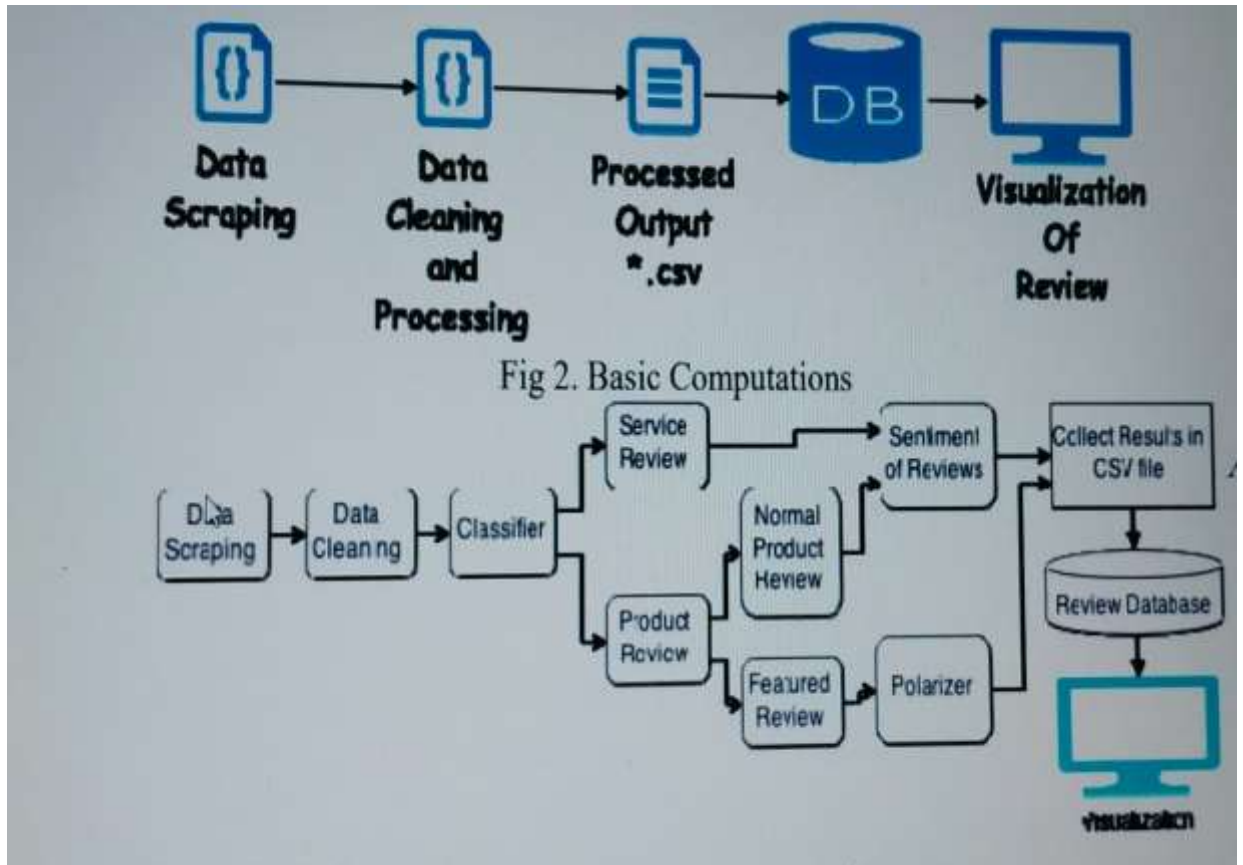 {}
{}
DB
Data
Scraping
Data
Cleaning
and
Processing
Processed
Output
*.csv
Visualization
Of
Review
Fig 2. Basic Computations
Data
Scraping
Data
Cleaning
Classifier
Service
Review
Product
Review
Normal
Product
Review
Featured
Review
Sentiment
of Reviews
Polarizer
Collect Results in
CSV file
Review Database
visualization